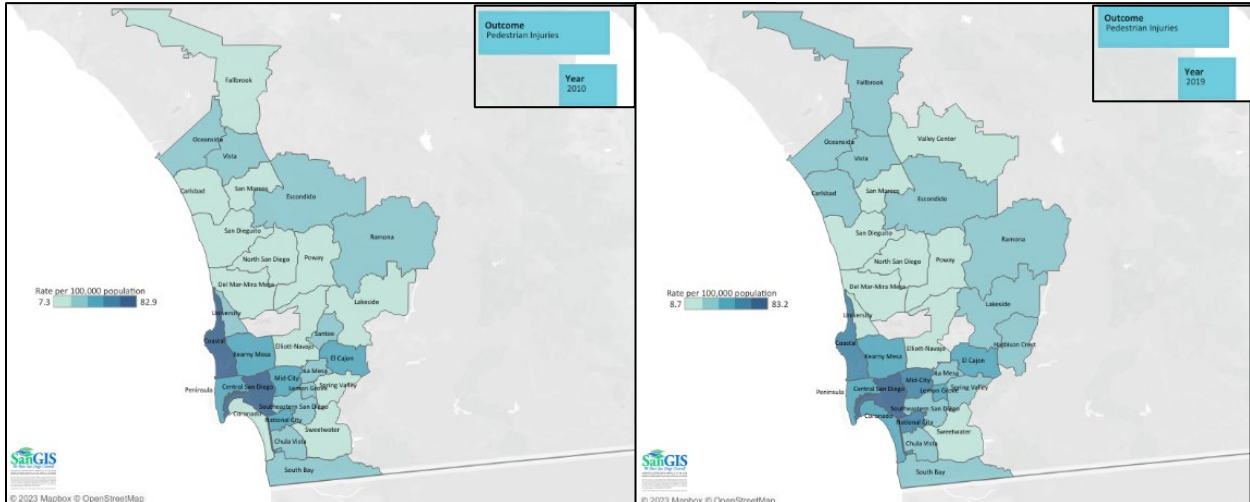 Outcome
Pedestrian Injuries
Year
2010
Fallbrook
Oceanside
Vista
Carlsbad
San Marcos
Escondido
San Dieguito
Ramona
North San Diego
Poway
Del Mar-Mira Mesa
Lakeside
Rate per 100,000 population
7.3
82.9
University
Santee
Coastal
Kearny Mesa
Elliott-Navajo
El Cajon
La Mesa
Peninsula
Central San Diego
Mid-City
Lemon Grove
Spring Valley
Coronado
Southeastern San Diego
National City
Sweetwater
Chula Vista
South Bay
SanGIS
© 2023 Mapbox © OpenStreetMap
Outcome
Pedestrian Injuries
Year
2019
Fallbrook
Valley Center
Oceanside
Vista
Carlsbad
San Marcos
Escondido
San Dieguito
Ramona
North San Diego
Poway
Del Mar-Mira Mesa
Lakeside
Rate per 100,000 population
8.7
83.2
University
Harbison Crest
Coastal
Kearny Mesa
Elliott-Navajo
El Cajon
La Mesa
Peninsula
Central San Diego
Mid-City
Lemon Grove
Spring Valley
Coronado
Southeastern San Diego
National City
Sweetwater
Chula Vista
South Bay
SanGIS
© 2023 Mapbox © OpenStreetMap